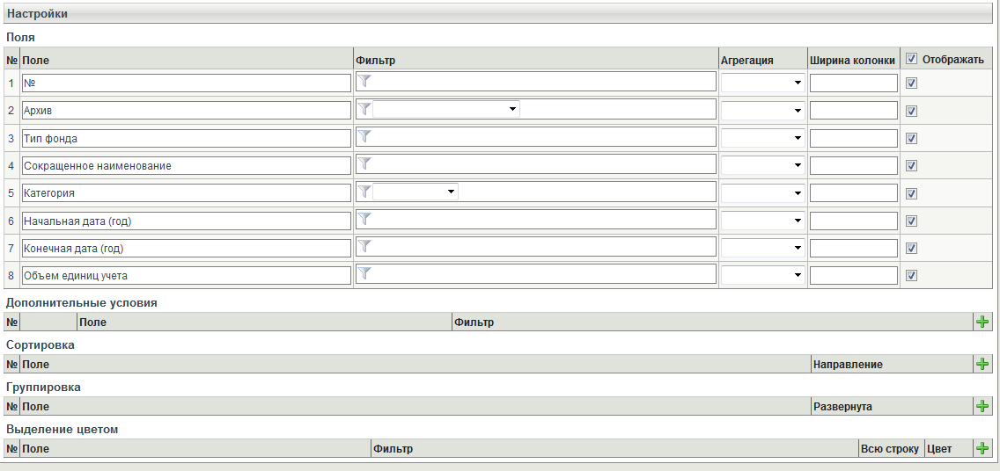 Настройки
Поля
№ Поле Фильтр Агрегация Ширина колонки Отображать
1 №
2 Архив
3 Тип фонда
4 Сокращенное наименование
5 Категория
6 Начальная дата (год)
7 Конечная дата (год)
8 Объем единиц учета
Дополнительные условия
№ Поле Фильтр
Сортировка
№ Поле Направление
Группировка
№ Поле Развернута
Выделение цветом
№ Поле Фильтр Всю строку Цвет